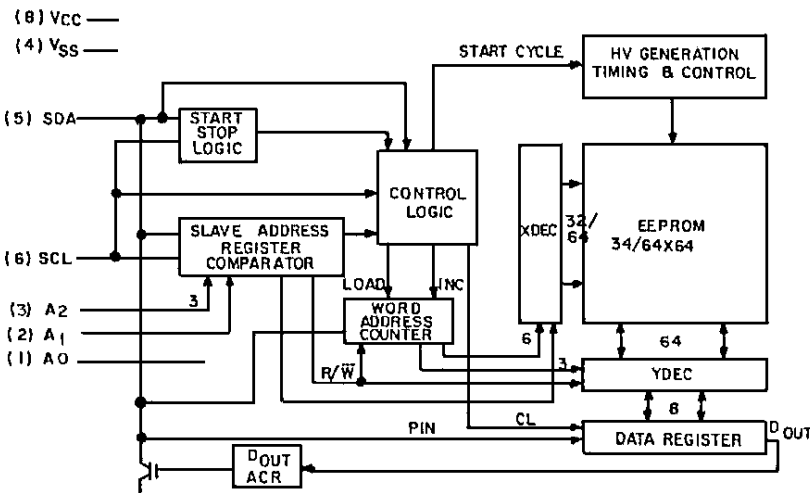 (8) VCC
(4) VSS
(5) SDA
START
STOP
LOGIC
START CYCLE
HV GENERATION
TIMING & CONTROL
CONTROL
LOGIC
XDEC
32/
64
EEPROM
34/64X64
SLAVE ADDRESS
REGISTER
COMPARATOR
(6) SCL
LOAD
INC
3
(3) A2
(2) A1
(1) A0
WORD
ADDRESS
COUNTER
6
64
R/W̅
3
YDEC
8
PIN
CL
DATA REGISTER
DOUT
DOUT
ACR